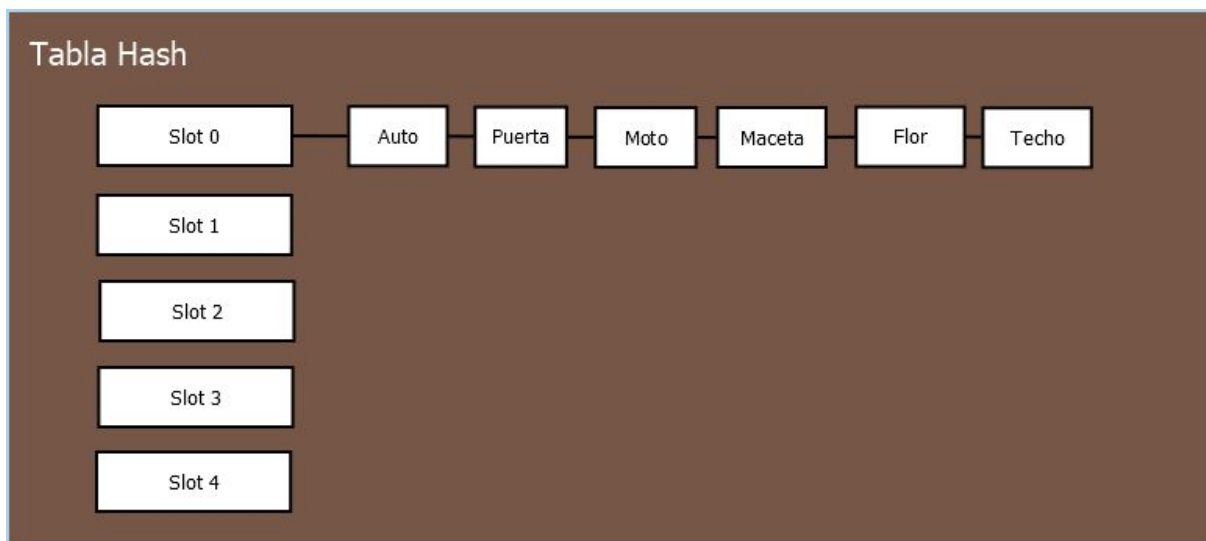 Tabla Hash
Slot 0 Auto Puerta Moto Maceta Flor Techo
Slot 1
Slot 2
Slot 3
Slot 4